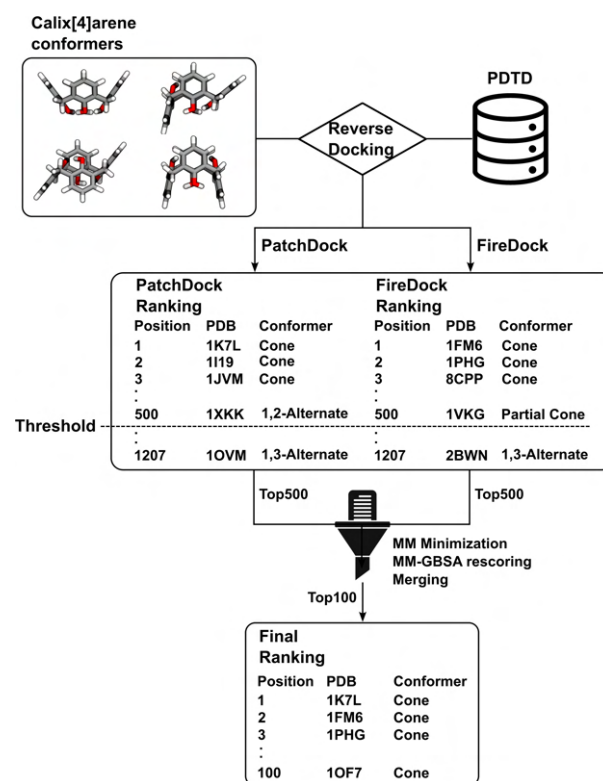 Calix[4]arene
conformers
PDTD
Reverse
Docking
PatchDock
FireDock
PatchDock
Ranking
Position PDB Conformer
1 1K7L Cone
2 1I19 Cone
3 1JVM Cone
:
500 1XKK 1,2-Alternate
:
1207 1OVM 1,3-Alternate
FireDock
Ranking
Position PDB Conformer
1 1FM6 Cone
2 1PHG Cone
3 8CPP Cone
:
500 1VKG Partial Cone
:
1207 2BWN 1,3-Alternate
Threshold
Top500
Top500
MM Minimization
MM-GBSA rescoring
Merging
Top100
Final
Ranking
Position PDB Conformer
1 1K7L Cone
2 1FM6 Cone
3 1PHG Cone
:
100 1OF7 Cone